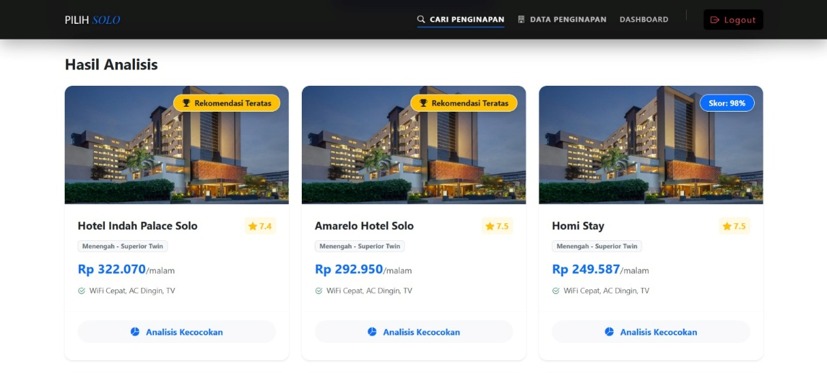 PILIH SOLO
CARI PENGINAPAN
DATA PENGINAPAN
DASHBOARD
Logout
Hasil Analisis
Rekomendasi Teratas
Hotel Indah Palace Solo
7.4
Menengah - Superior Twin
Rp 322.070/malam
WiFi Cepat, AC Dingin, TV
Analisis Kecocokan
Rekomendasi Teratas
Amarelo Hotel Solo
7.5
Menengah - Superior Twin
Rp 292.950/malam
WiFi Cepat, AC Dingin, TV
Analisis Kecocokan
Skor: 98%
Homi Stay
7.5
Menengah - Superior Twin
Rp 249.587/malam
WiFi Cepat, AC Dingin, TV
Analisis Kecocokan